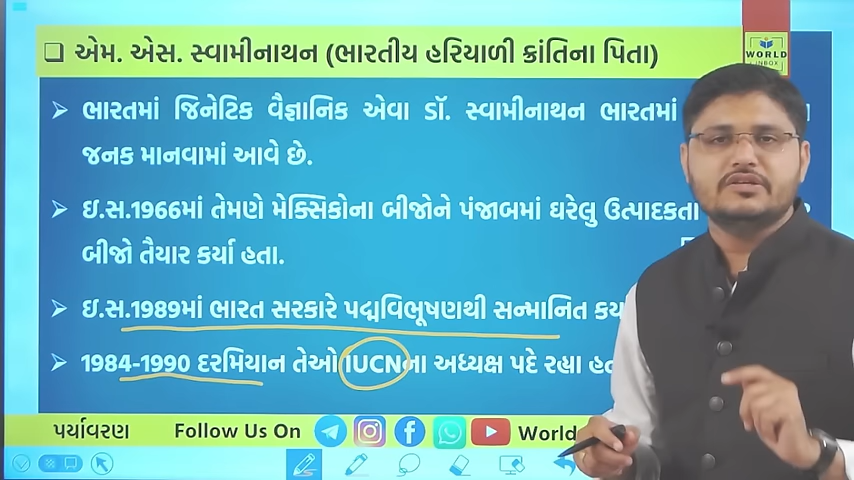 એમ. એસ. સ્વામીનાથન (ભારતીય હરિયાળી ક્રાંતિના પિતા)
WORLD
INBOX
ભારતમાં જિનેટિક વૈજ્ઞાનિક એવા ડૉ. સ્વામીનાથન ભારતમાં
જનક માનવામાં આવે છે.
ઇ.સ.1966માં તેમણે મેક્સિકોના બીજોને પંજાબમાં ઘરેલુ ઉત્પાદકતા
બીજો તૈયાર કર્યા હતા.
ઇ.સ.1989માં ભારત સરકારે પદ્મવિભૂષણથી સન્માનિત
1984-1990 દરમિયાન તેઓ IUCNના અધ્યક્ષ પદે રહ્યા
પર્યાવરણ Follow Us On World